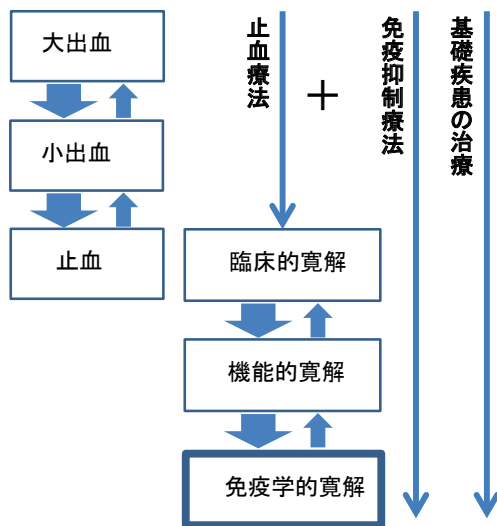 大出血
小出血
止血
止血療法
＋
免疫抑制療法
基礎疾患の治療
臨床的寛解
機能的寛解
免疫学的寛解